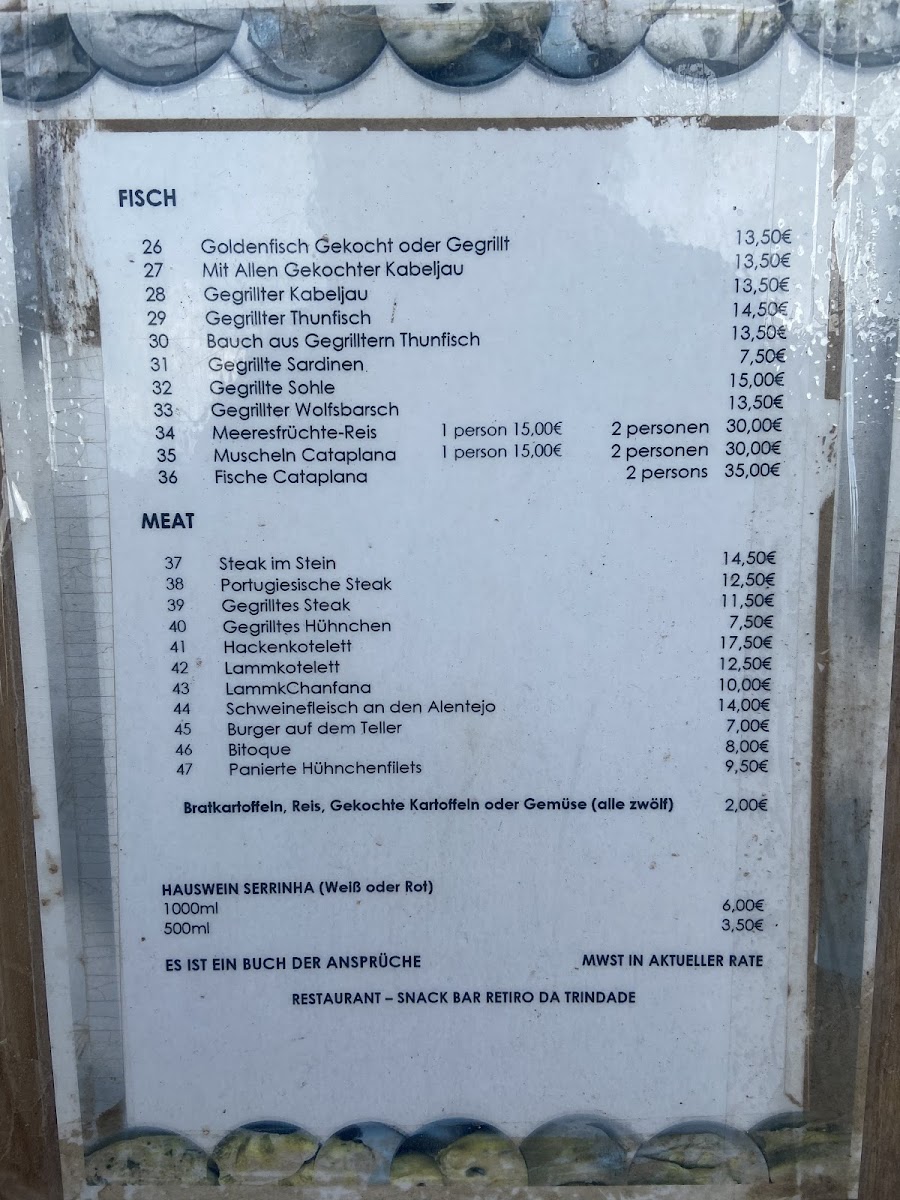 FISCH
26 Goldenfisch Gekocht oder Gegrillt 13,50€
27 Mit Allen Gekochter Kabeljau 13,50€
28 Gegrillter Kabeljau 13,50€
29 Gegrillter Thunfisch 14,50€
30 Bauch aus Gegrilltern Thunfisch 13,50€
31 Gegrillte Sardinen 7,50€
32 Gegrillte Sohle 15,00€
33 Gegrillter Wolfsbarsch 13,50€
34 Meeresfrüchte-Reis 1 person 15,00€ 2 personen 30,00€
35 Muscheln Cataplana 1 person 15,00€ 2 personen 30,00€
36 Fische Cataplana 2 persons 35,00€
MEAT
37 Steak im Stein 14,50€
38 Portugiesische Steak 12,50€
39 Gegrilltes Steak 11,50€
40 Gegrilltes Hühnchen 7,50€
41 Hackenkotelett 17,50€
42 Lammkotelett 12,50€
43 LammkChanfana 10,00€
44 Schweinefleisch an den Alentejo 14,00€
45 Burger auf dem Teller 7,00€
46 Bitoque 8,00€
47 Panierte Hühnchenfilets 9,50€
Bratkartoffeln, Reis, Gekochte Kartoffeln oder Gemüse (alle zwölf) 2,00€
HAUSWEIN SERRINHA (Weiß oder Rot)
1000ml 6,00€
500ml 3,50€
ES IST EIN BUCH DER ANSPRÜCHE MWST IN AKTUELLER RATE
RESTAURANT – SNACK BAR RETIRO DA TRINDADE